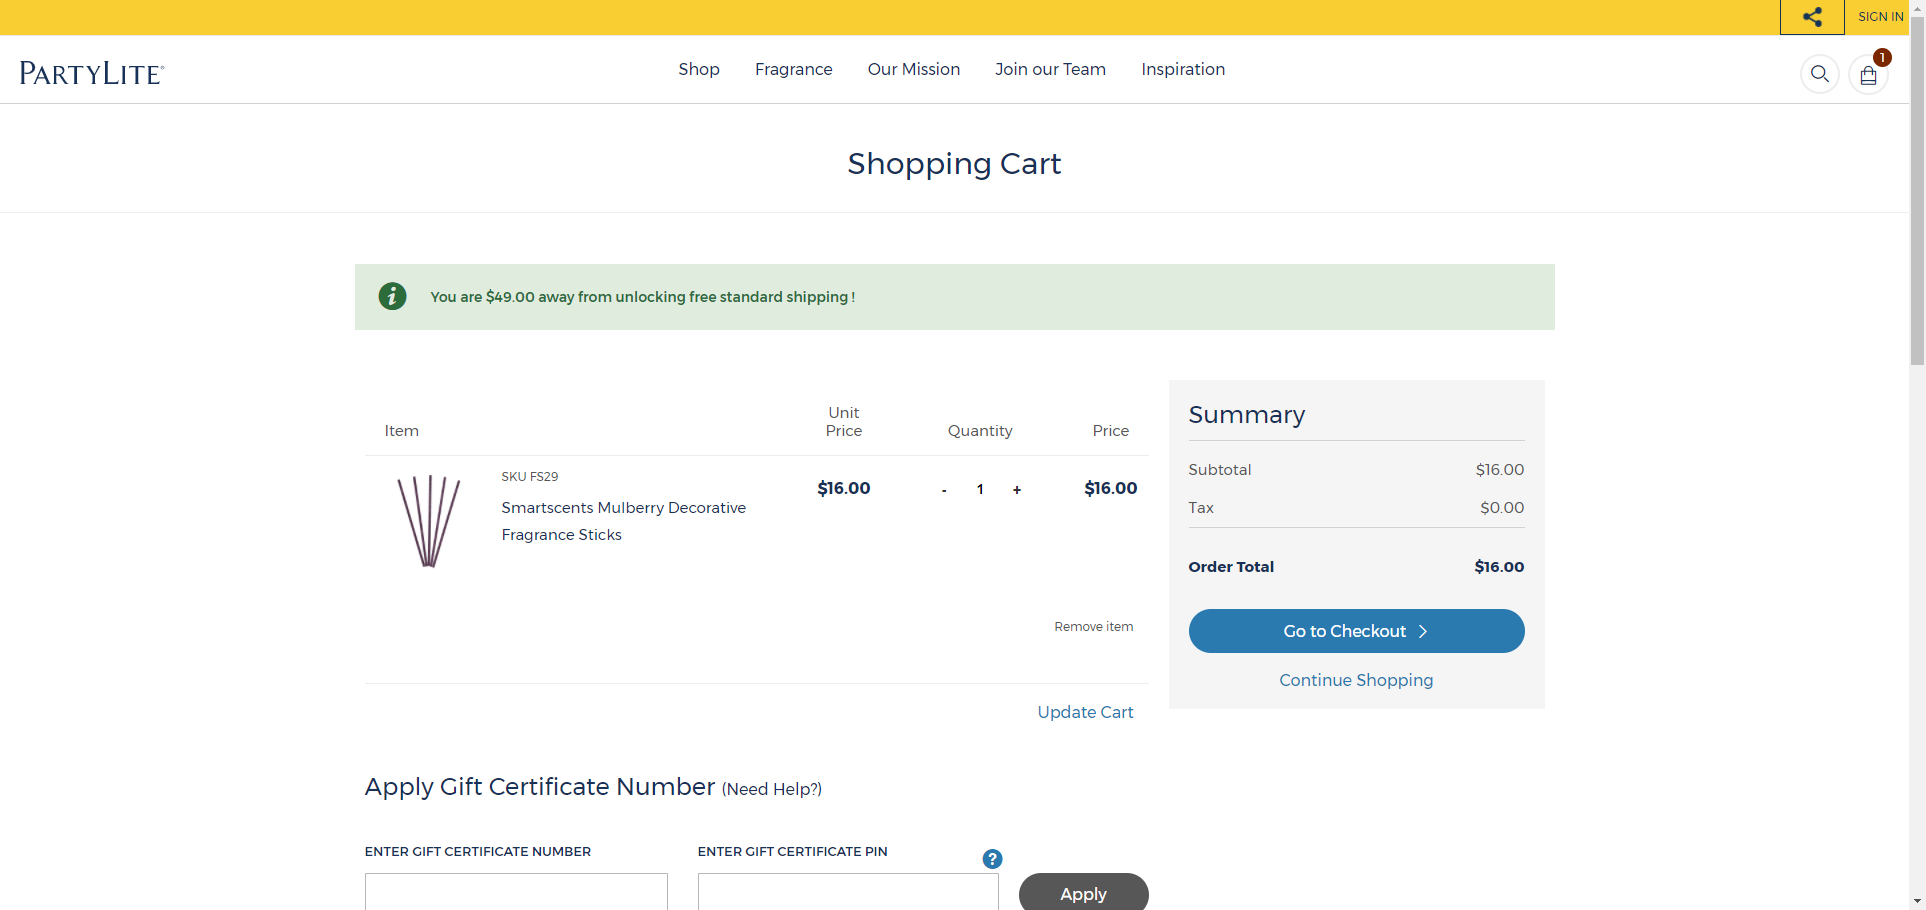 SIGN IN
PARTYLITE®
Shop
Fragrance
Our Mission
Join our Team
Inspiration
1
Shopping Cart
You are $49.00 away from unlocking free standard shipping !
Item
Unit
Price
Quantity
Price
SKU FS29
Smartscents Mulberry Decorative
Fragrance Sticks
$16.00
- 1 +
$16.00
Remove item
Update Cart
Summary
Subtotal $16.00
Tax $0.00
Order Total $16.00
Go to Checkout
Continue Shopping
Apply Gift Certificate Number (Need Help?)
ENTER GIFT CERTIFICATE NUMBER
ENTER GIFT CERTIFICATE PIN
?
Apply